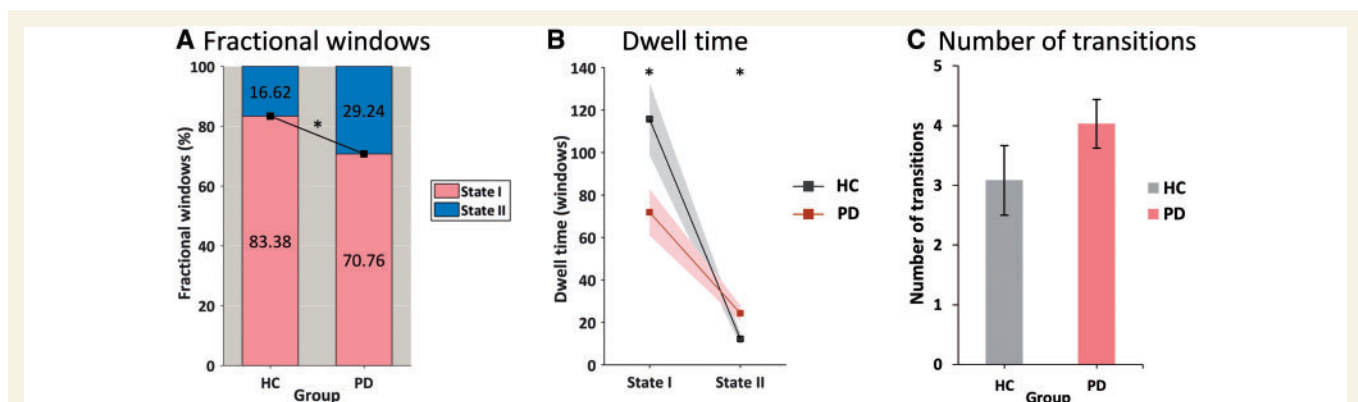 A Fractional windows
100
80
60
40
20
0
Fractional windows (%)
16.62
29.24
*
83.38
70.76
HC
PD
Group
State I
State II
B Dwell time
140
120
100
80
60
40
20
0
Dwell time (windows)
*
*
State I
State II
HC
PD
C Number of transitions
5
4
3
2
1
0
Number of transitions
HC
PD
Group
HC
PD